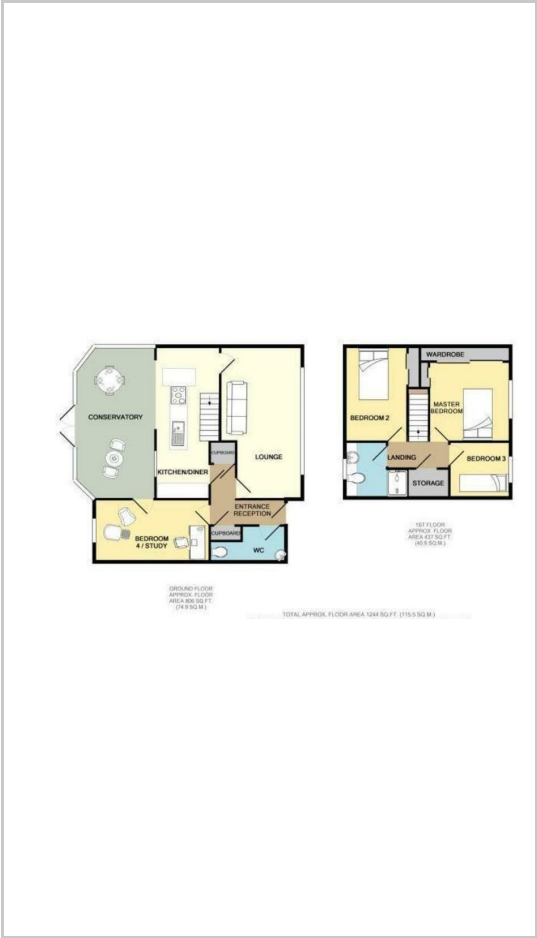 CONSERVATORY
KITCHEN/DINER
CUPBOARD
LOUNGE
ENTRANCE
RECEPTION
BEDROOM
4 / STUDY
CUPBOARD
WC
GROUND FLOOR
APPROX. FLOOR
AREA 806 SQ.FT.
(74.9 SQ.M.)
WARDROBE
BEDROOM 2
MASTER
BEDROOM
LANDING
BEDROOM 3
STORAGE
1ST FLOOR
APPROX. FLOOR
AREA 437 SQ.FT.
(40.6 SQ.M.)
TOTAL APPROX. FLOOR AREA 1244 SQ.FT. (115.5 SQ.M.)